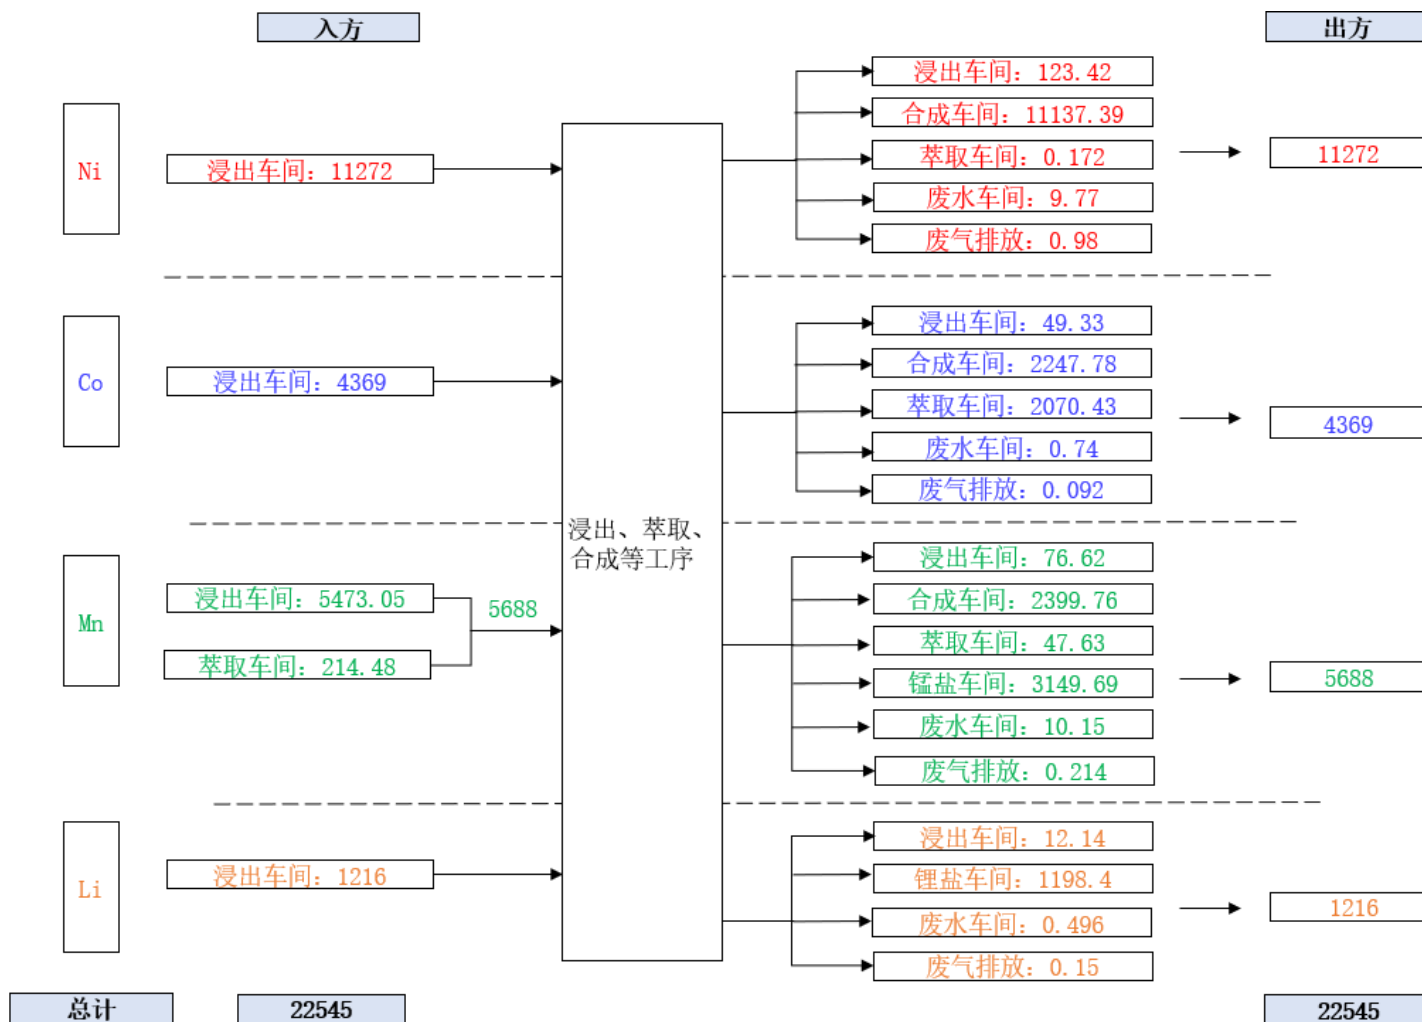 入方
出方
Ni
浸出车间：11272
浸出车间：123.42
合成车间：11137.39
萃取车间：0.172
废水车间：9.77
废气排放：0.98
11272
Co
浸出车间：4369
浸出车间：49.33
合成车间：2247.78
萃取车间：2070.43
废水车间：0.74
废气排放：0.092
4369
浸出、萃取、
合成等工序
Mn
浸出车间：5473.05
萃取车间：214.48
5688
浸出车间：76.62
合成车间：2399.76
萃取车间：47.63
锰盐车间：3149.69
废水车间：10.15
废气排放：0.214
5688
Li
浸出车间：1216
浸出车间：12.14
锂盐车间：1198.4
废水车间：0.496
废气排放：0.15
1216
总计
22545
22545